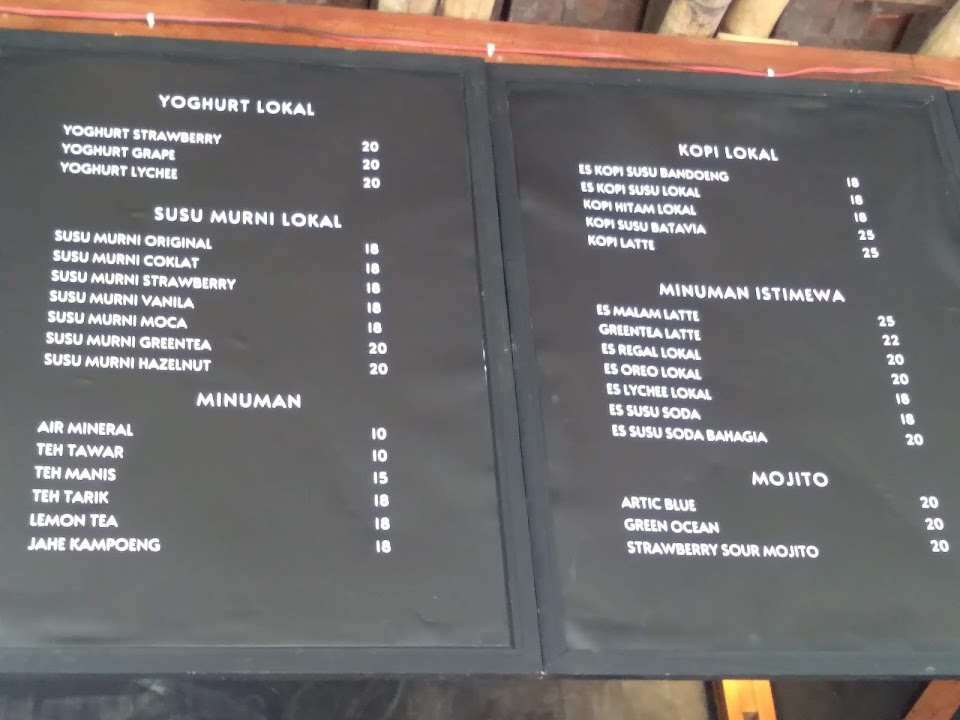 YOGHURT LOKAL
YOGHURT STRAWBERRY 20
YOGHURT GRAPE 20
YOGHURT LYCHEE 20
SUSU MURNI LOKAL
SUSU MURNI ORIGINAL 18
SUSU MURNI COKLAT 18
SUSU MURNI STRAWBERRY 18
SUSU MURNI VANILA 18
SUSU MURNI MOCA 18
SUSU MURNI GREENTEA 20
SUSU MURNI HAZELNUT 20
MINUMAN
AIR MINERAL 10
TEH TAWAR 10
TEH MANIS 15
TEH TARIK 18
LEMON TEA 18
JAHE KAMPOENG 18
KOPI LOKAL
ES KOPI SUSU BANDOENG 18
ES KOPI SUSU LOKAL 18
KOPI HITAM LOKAL 18
KOPI SUSU BATAVIA 25
KOPI LATTE 25
MINUMAN ISTIMEWA
ES MALAM LATTE 25
GREENTEA LATTE 22
ES REGAL LOKAL 20
ES OREO LOKAL 20
ES LYCHEE LOKAL 18
ES SUSU SODA 18
ES SUSU SODA BAHAGIA 20
MOJITO
ARTIC BLUE 20
GREEN OCEAN 20
STRAWBERRY SOUR MOJITO 20